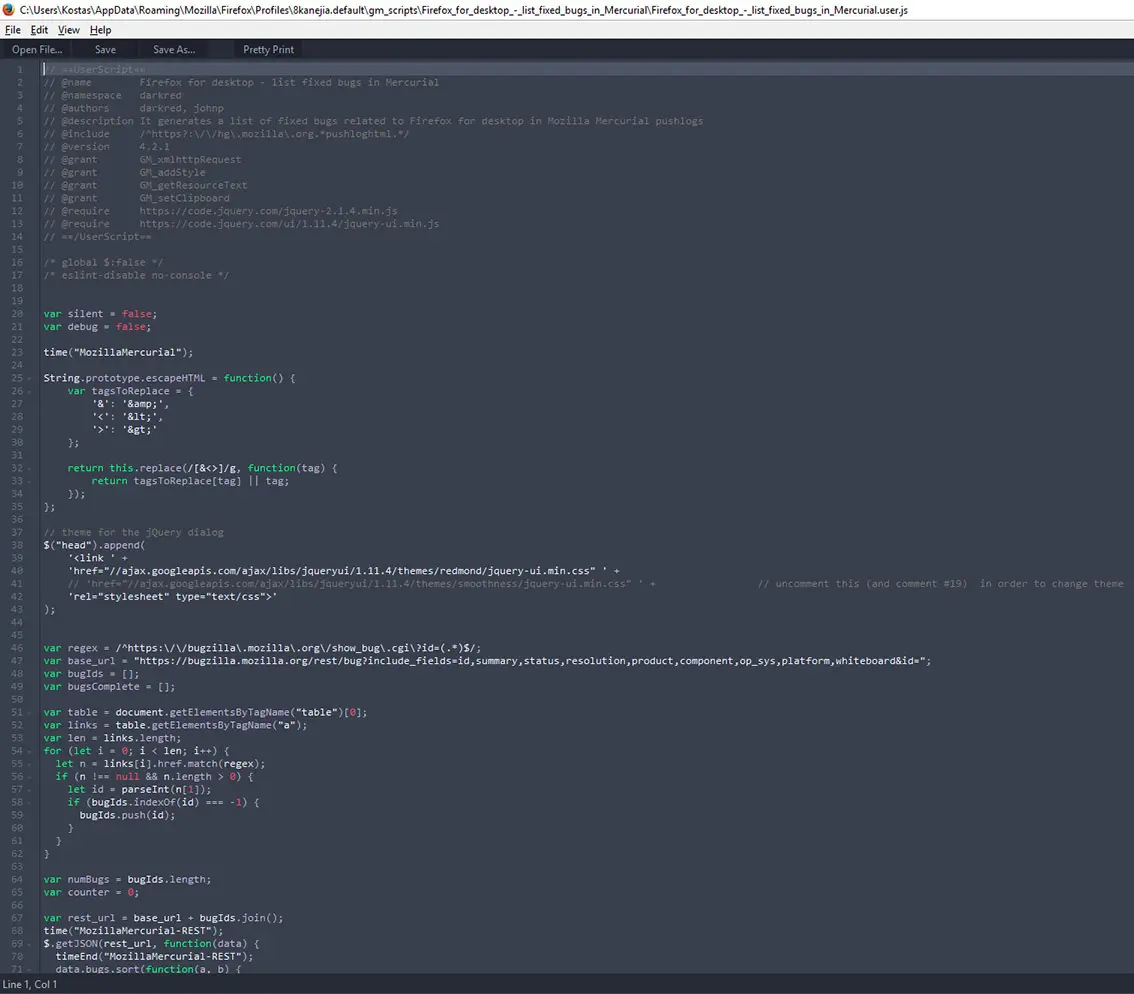 C:\Users\Kostas\AppData\Roaming\Mozilla\Firefox\Profiles\8kanejia.default\gm_scripts\Firefox_for_desktop_-_list_fixed_bugs_in_Mercurial\Firefox_for_desktop_-_list_fixed_bugs_in_Mercurial.user.js
File Edit View Help
Open File... Save Save As... Pretty Print
1 // ==UserScript==
2 // @name        Firefox for desktop - list fixed bugs in Mercurial
3 // @namespace   darkred
4 // @authors     darkred, johnp
5 // @description It generates a list of fixed bugs related to Firefox for desktop in Mozilla Mercurial pushlogs
6 // @include     /^https?:\/\/hg\.mozilla\.org.*pushloghtml.*/
7 // @version     4.2.1
8 // @grant       GM_xmlhttpRequest
9 // @grant       GM_addStyle
10 // @grant       GM_getResourceText
11 // @grant       GM_setClipboard
12 // @require     https://code.jquery.com/jquery-2.1.4.min.js
13 // @require     https://code.jquery.com/ui/1.11.4/jquery-ui.min.js
14 // ==/UserScript==
15
16 /* global $:false */
17 /* eslint-disable no-console */
18
19
20 var silent = false;
21 var debug = false;
22
23 time("MozillaMercurial");
24
25 String.prototype.escapeHTML = function() {
26     var tagsToReplace = {
27         '&': '&amp;',
28         '<': '&lt;',
29         '>': '&gt;'
30     };
31
32     return this.replace(/[&<>]/g, function(tag) {
33         return tagsToReplace[tag] || tag;
34     });
35 };
36
37 // theme for the jQuery dialog
38 $("head").append(
39     '<link ' +
40     'href="//ajax.googleapis.com/ajax/libs/jqueryui/1.11.4/themes/redmond/jquery-ui.min.css" ' +
41     // 'href="//ajax.googleapis.com/ajax/libs/jqueryui/1.11.4/themes/smoothness/jquery-ui.min.css" ' +                 // uncomment this (and comment #19)  in order to change theme
42     'rel="stylesheet" type="text/css">'
43 );
44
45
46 var regex = /^https:\/\/bugzilla\.mozilla\.org\/show_bug\.cgi\?id=(.*)$/;
47 var base_url = "https://bugzilla.mozilla.org/rest/bug?include_fields=id,summary,status,resolution,product,component,op_sys,platform,whiteboard&id=";
48 var bugIds = [];
49 var bugsComplete = [];
50
51 var table = document.getElementsByTagName("table")[0];
52 var links = table.getElementsByTagName("a");
53 var len = links.length;
54 for (let i = 0; i < len; i++) {
55   let n = links[i].href.match(regex);
56   if (n !== null && n.length > 0) {
57     let id = parseInt(n[1]);
58     if (bugIds.indexOf(id) === -1) {
59       bugIds.push(id);
60     }
61   }
62 }
63
64 var numBugs = bugIds.length;
65 var counter = 0;
66
67 var rest_url = base_url + bugIds.join();
68 time("MozillaMercurial-REST");
69 $.getJSON(rest_url, function(data) {
70   timeEnd("MozillaMercurial-REST");
71   data.bugs.sort(function(a, b) {
Line 1, Col 1